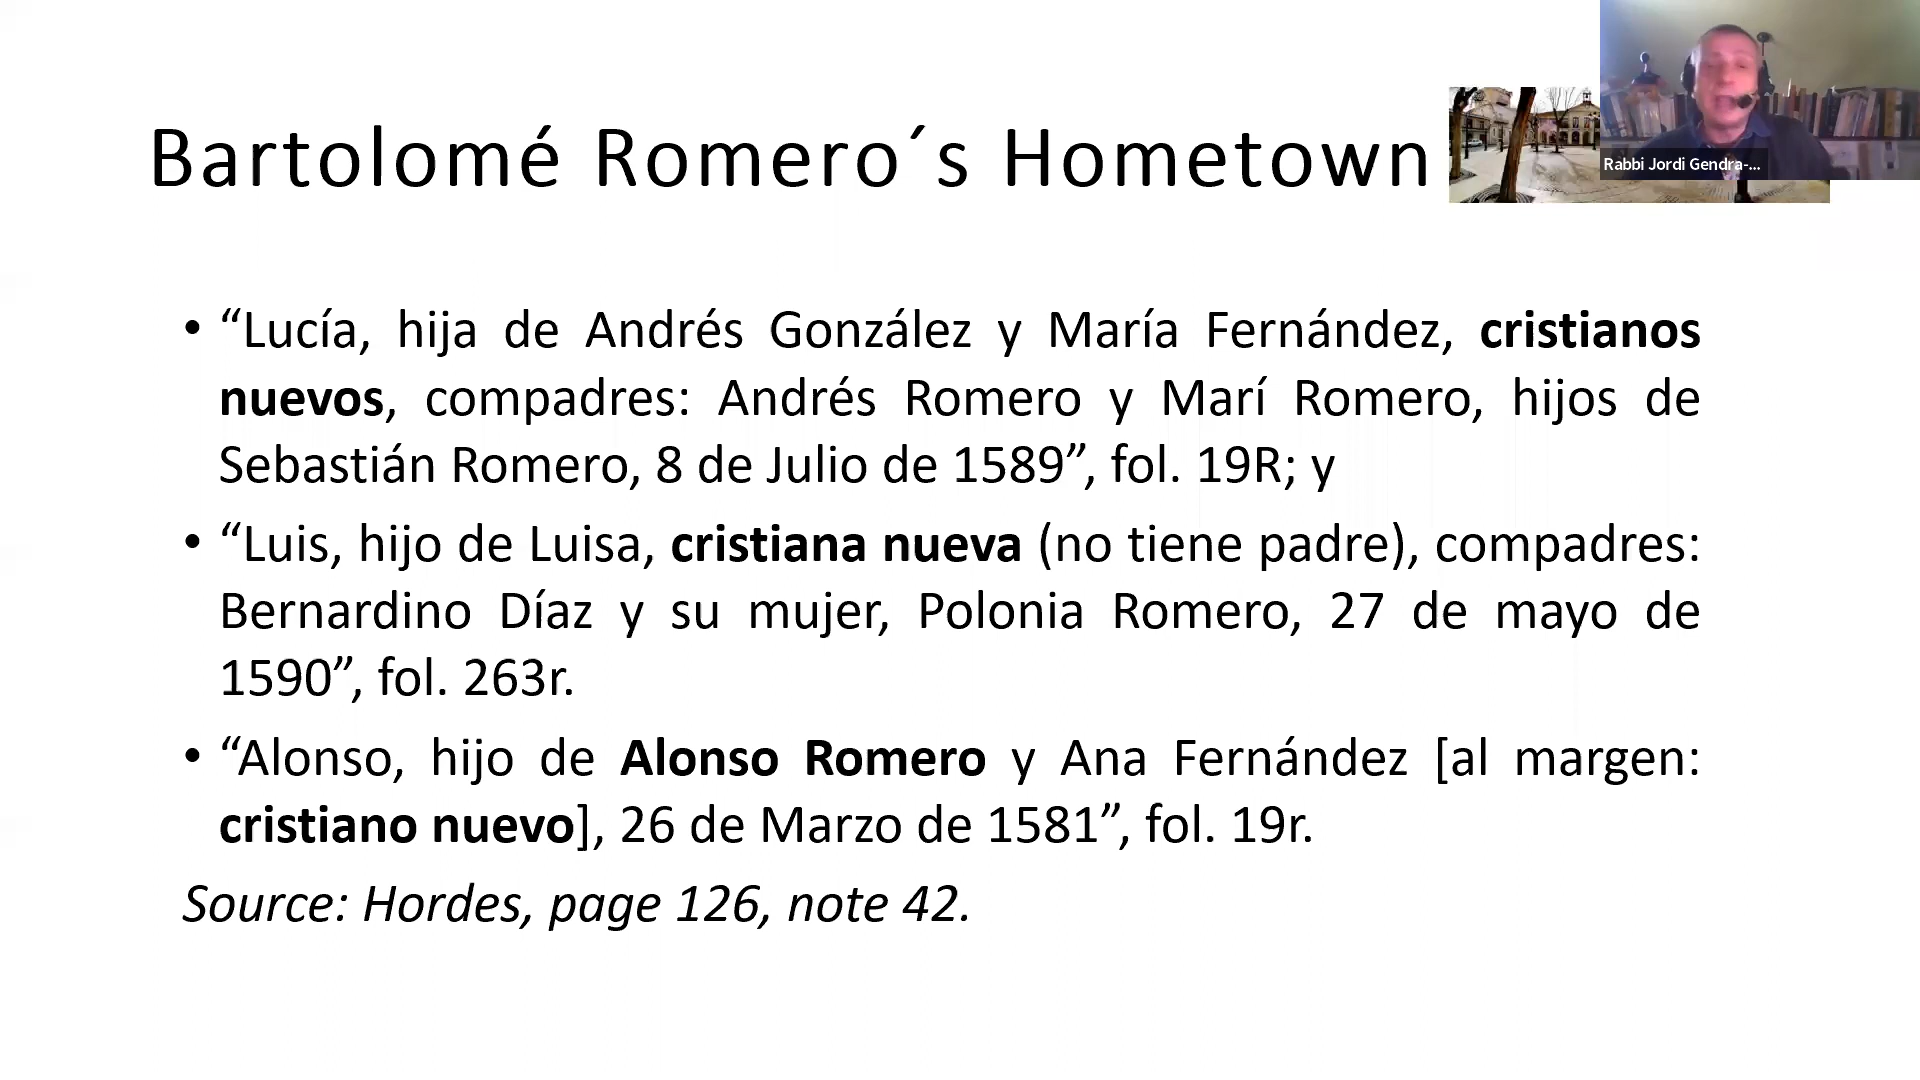 Bartolomé Romero´s Hometown
Rabbi Jordi Gendra-...
• “Lucía, hija de Andrés González y María Fernández, cristianos
nuevos, compadres: Andrés Romero y Marí Romero, hijos de
Sebastián Romero, 8 de Julio de 1589”, fol. 19R; y
• “Luis, hijo de Luisa, cristiana nueva (no tiene padre), compadres:
Bernardino Díaz y su mujer, Polonia Romero, 27 de mayo de
1590”, fol. 263r.
• “Alonso, hijo de Alonso Romero y Ana Fernández [al margen:
cristiano nuevo], 26 de Marzo de 1581”, fol. 19r.
Source: Hordes, page 126, note 42.